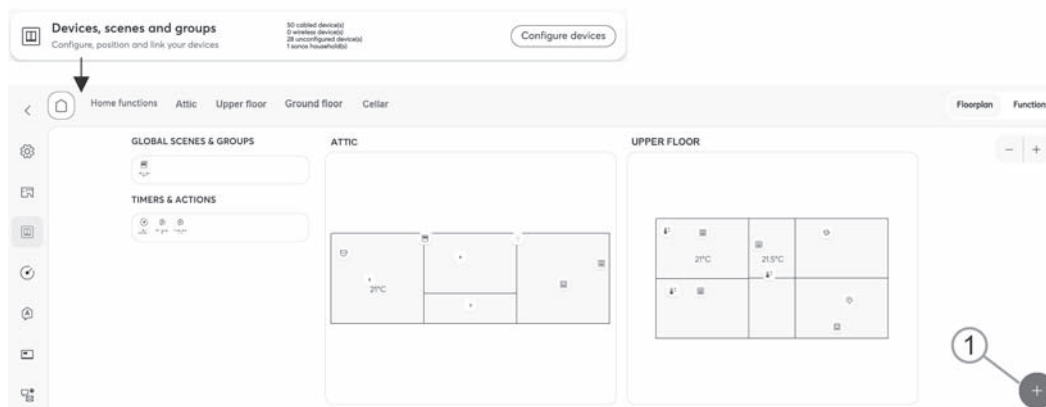 Devices, scenes and groups
Configure, position and link your devices
50 cabled device(s)
0 wireless device(s)
28 unconfigured device(s)
1 sonos household(s)
Configure devices
Home functions Attic Upper floor Ground floor Cellar
Floorplan Function
GLOBAL SCENES & GROUPS
TIMERS & ACTIONS
ATTIC
21°C
UPPER FLOOR
21°C
21.5°C
1